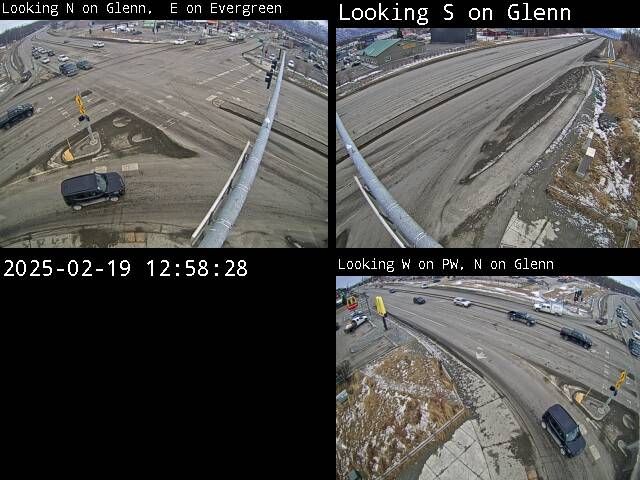 Looking N on Glenn,  E on Evergreen
Looking S on Glenn
2025-02-19 12:58:28
Looking W on PW, N on Glenn